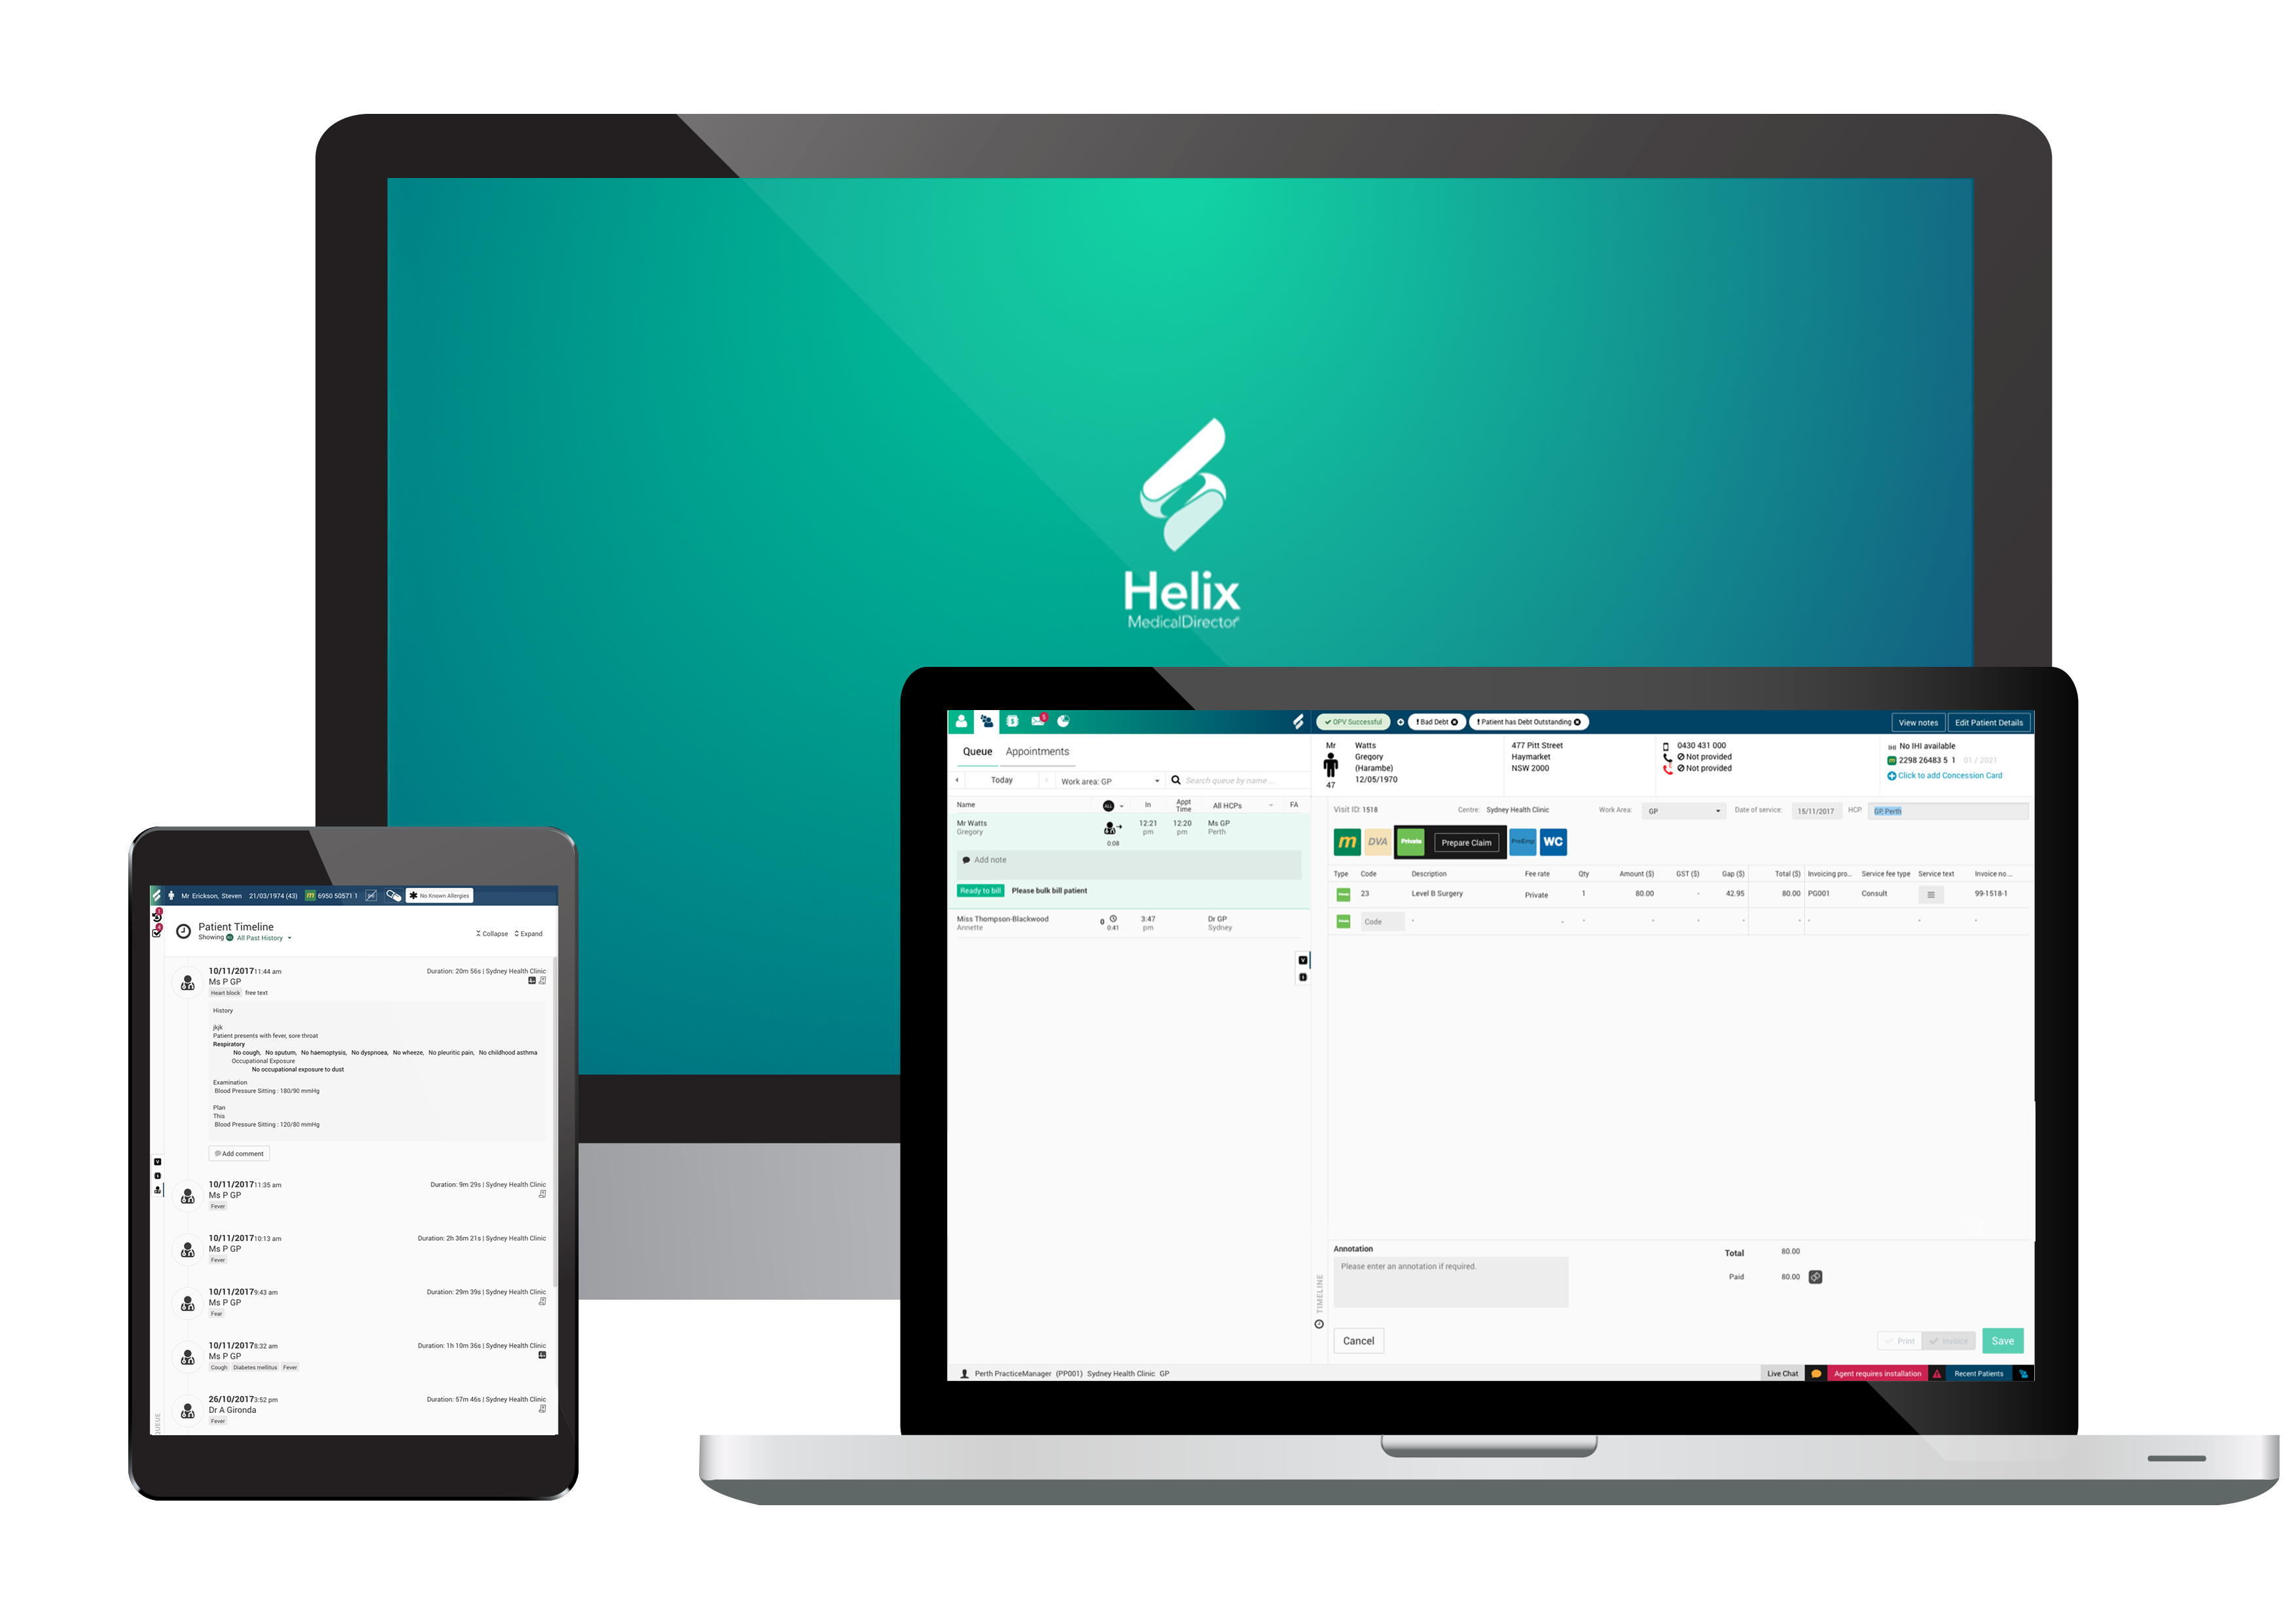 Helix
MedicalDirector
5
OPV Successful
Bad Debt
Patient has Debt Outstanding
View notes
Edit Patient Details
Queue Appointments
Today
Work area: GP
Search queue by name ...
Name ALL In Appt Time All HCPs FA
Mr Watts 12:21 12:20 Ms GP
Gregory pm pm Perth
0:08
Add note
Ready to bill Please bulk bill patient
Miss Thompson-Blackwood 0 3:47 Dr GP
Annette 0:41 pm Sydney
Mr Watts 477 Pitt Street 0430 431 000 IHI No IHI available
Gregory Haymarket Not provided m 2298 26483 5 1 01 / 2021
(Harambe) NSW 2000 Not provided Click to add Concession Card
47 12/05/1970
Visit ID: 1518 Centre: Sydney Health Clinic Work Area: GP Date of service: 15/11/2017 HCP GP, Perth
m DVA Private Prepare Claim PreEmp WC
Type Code Description Fee rate Qty Amount ($) GST ($) Gap ($) Total ($) Invoicing pro... Service fee type Service text Invoice no...
Private 23 Level B Surgery Private 1 80.00 - 42.95 80.00 PG001 Consult 99-1518-1
Private Code
TIMELINE
Annotation
Please enter an annotation if required.
Total 80.00
Paid 80.00
Cancel
Print Invoice Save
Perth PracticeManager (PP001) Sydney Health Clinic GP
Live Chat
Agent requires installation
Recent Patients
Mr Erickson, Steven 21/03/1974 (43) m 6950 50571 1 No Known Allergies
1
4
Patient Timeline
Showing ALL All Past History
Collapse Expand
10/11/2017 11:44 am Duration: 20m 56s | Sydney Health Clinic
Ms P GP
Heart block free text
History
jkjk
Patient presents with fever, sore throat
Respiratory
No cough, No sputum, No haemoptysis, No dyspnoea, No wheeze, No pleuritic pain, No childhood asthma
Occupational Exposure
No occupational exposure to dust
Examination
Blood Pressure Sitting : 180/90 mmHg
Plan
This
Blood Pressure Sitting : 120/80 mmHg
Add comment
10/11/2017 11:35 am Duration: 9m 29s | Sydney Health Clinic
Ms P GP
Fever
10/11/2017 10:13 am Duration: 2h 36m 21s | Sydney Health Clinic
Ms P GP
Fever
10/11/2017 9:43 am Duration: 29m 39s | Sydney Health Clinic
Ms P GP
Fear
10/11/2017 8:32 am Duration: 1h 10m 36s | Sydney Health Clinic
Ms P GP
Cough Diabetes mellitus Fever
26/10/2017 3:52 pm Duration: 57m 46s | Sydney Health Clinic
Dr A Gironda
Fever
QUEUE